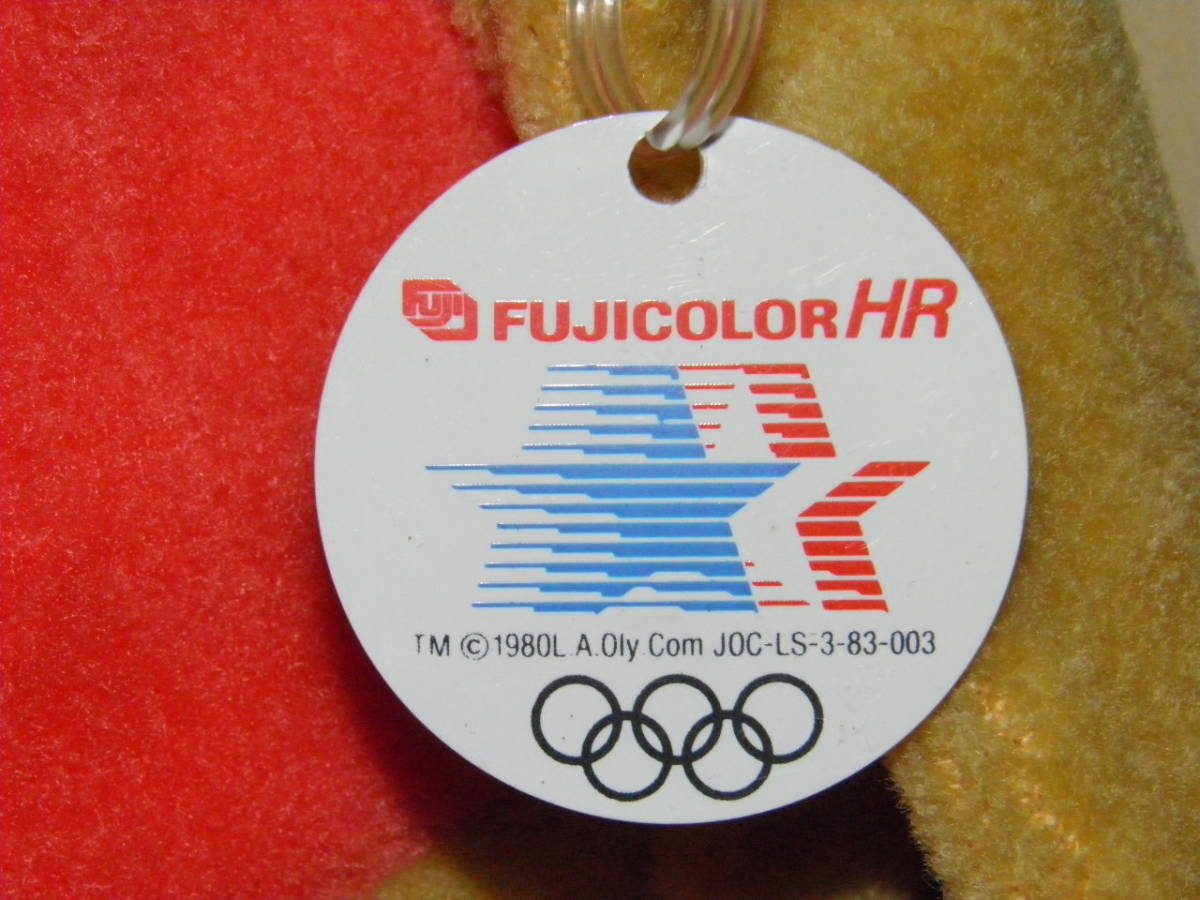 FUJI FUJICOLOR HR
TM ©1980L.A.Oly.Com JOC-LS-3-83-003